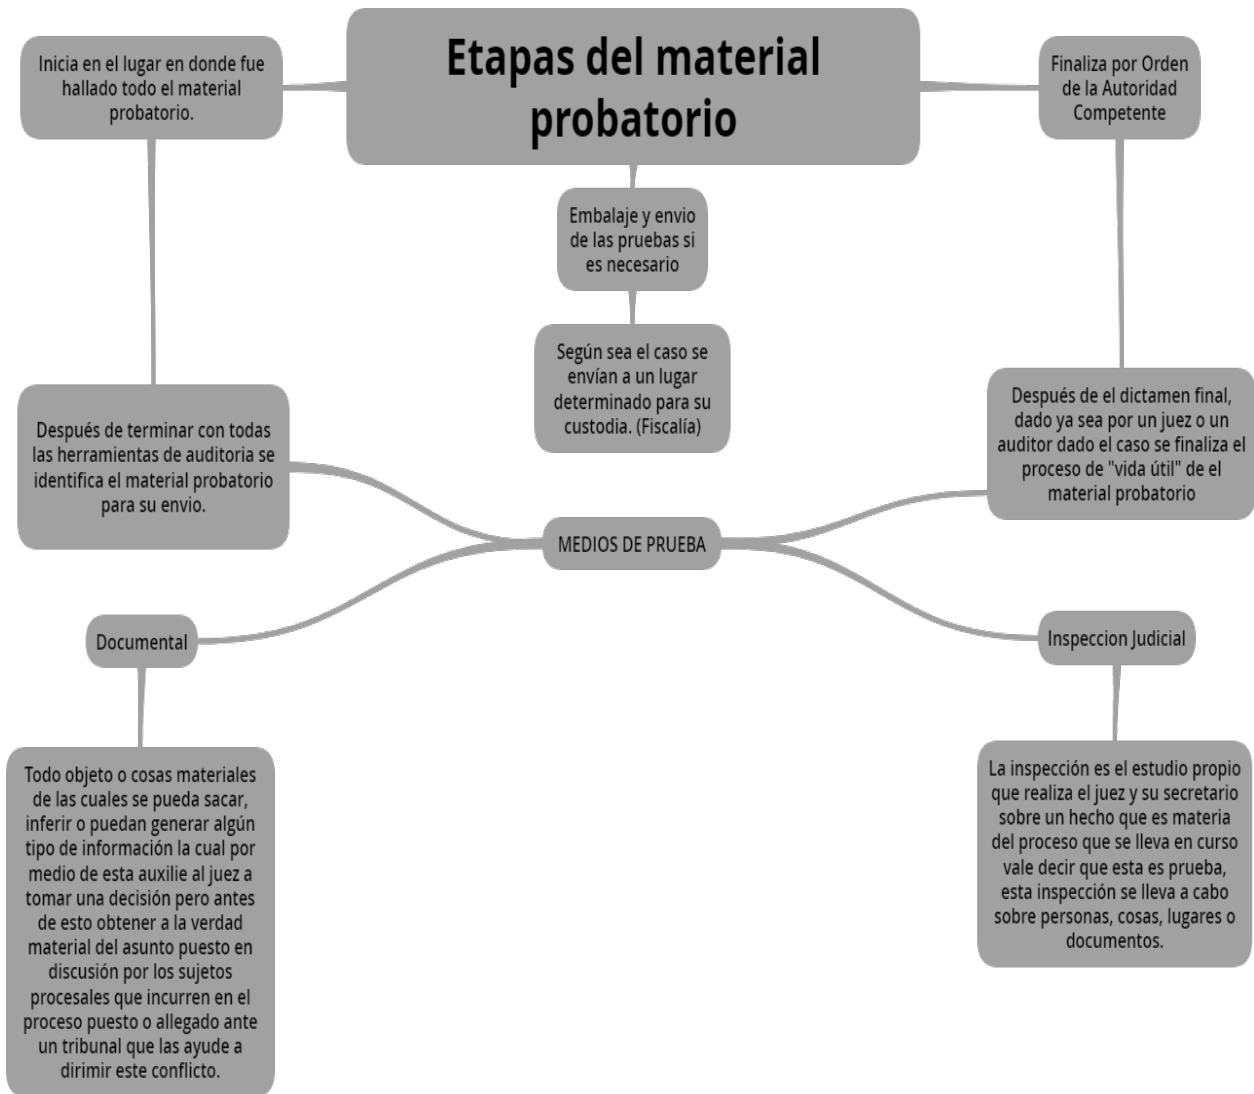 Etapas del material
probatorio
Inicia en el lugar en donde fue
hallado todo el material
probatorio.
Finaliza por Orden
de la Autoridad
Competente
Embalaje y envio
de las pruebas si
es necesario
Según sea el caso se
envían a un lugar
determinado para su
custodia. (Fiscalía)
Después de terminar con todas
las herramientas de auditoria se
identifica el material probatorio
para su envio.
Después de el dictamen final,
dado ya sea por un juez o un
auditor dado el caso se finaliza el
proceso de "vida útil" de el
material probatorio
MEDIOS DE PRUEBA
Documental
Inspeccion Judicial
Todo objeto o cosas materiales
de las cuales se pueda sacar,
inferir o puedan generar algún
tipo de información la cual por
medio de esta auxilie al juez a
tomar una decisión pero antes
de esto obtener a la verdad
material del asunto puesto en
discusión por los sujetos
procesales que incurren en el
proceso puesto o allegado ante
un tribunal que las ayude a
dirimir este conflicto.
La inspección es el estudio propio
que realiza el juez y su secretario
sobre un hecho que es materia
del proceso que se lleva en curso
vale decir que esta es prueba,
esta inspección se lleva a cabo
sobre personas, cosas, lugares o
documentos.